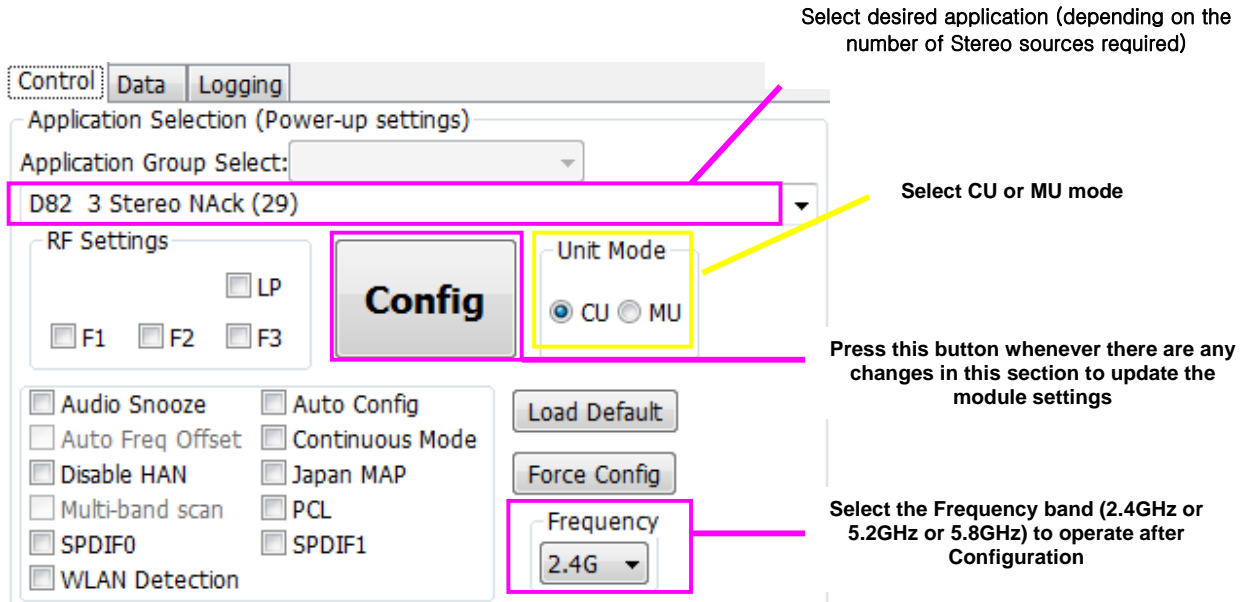 Select desired application (depending on the
number of Stereo sources required)
Control
Data
Logging
Application Selection (Power-up settings)
Application Group Select:
D82 3 Stereo NAck (29)
Select CU or MU mode
RF Settings
LP
F1
F2
F3
Config
Unit Mode
CU
MU
Press this button whenever there are any
changes in this section to update the
module settings
Audio Snooze
Auto Config
Auto Freq Offset
Continuous Mode
Disable HAN
Japan MAP
Multi-band scan
PCL
SPDIF0
SPDIF1
WLAN Detection
Load Default
Force Config
Frequency
2.4G
Select the Frequency band (2.4GHz or
5.2GHz or 5.8GHz) to operate after
Configuration